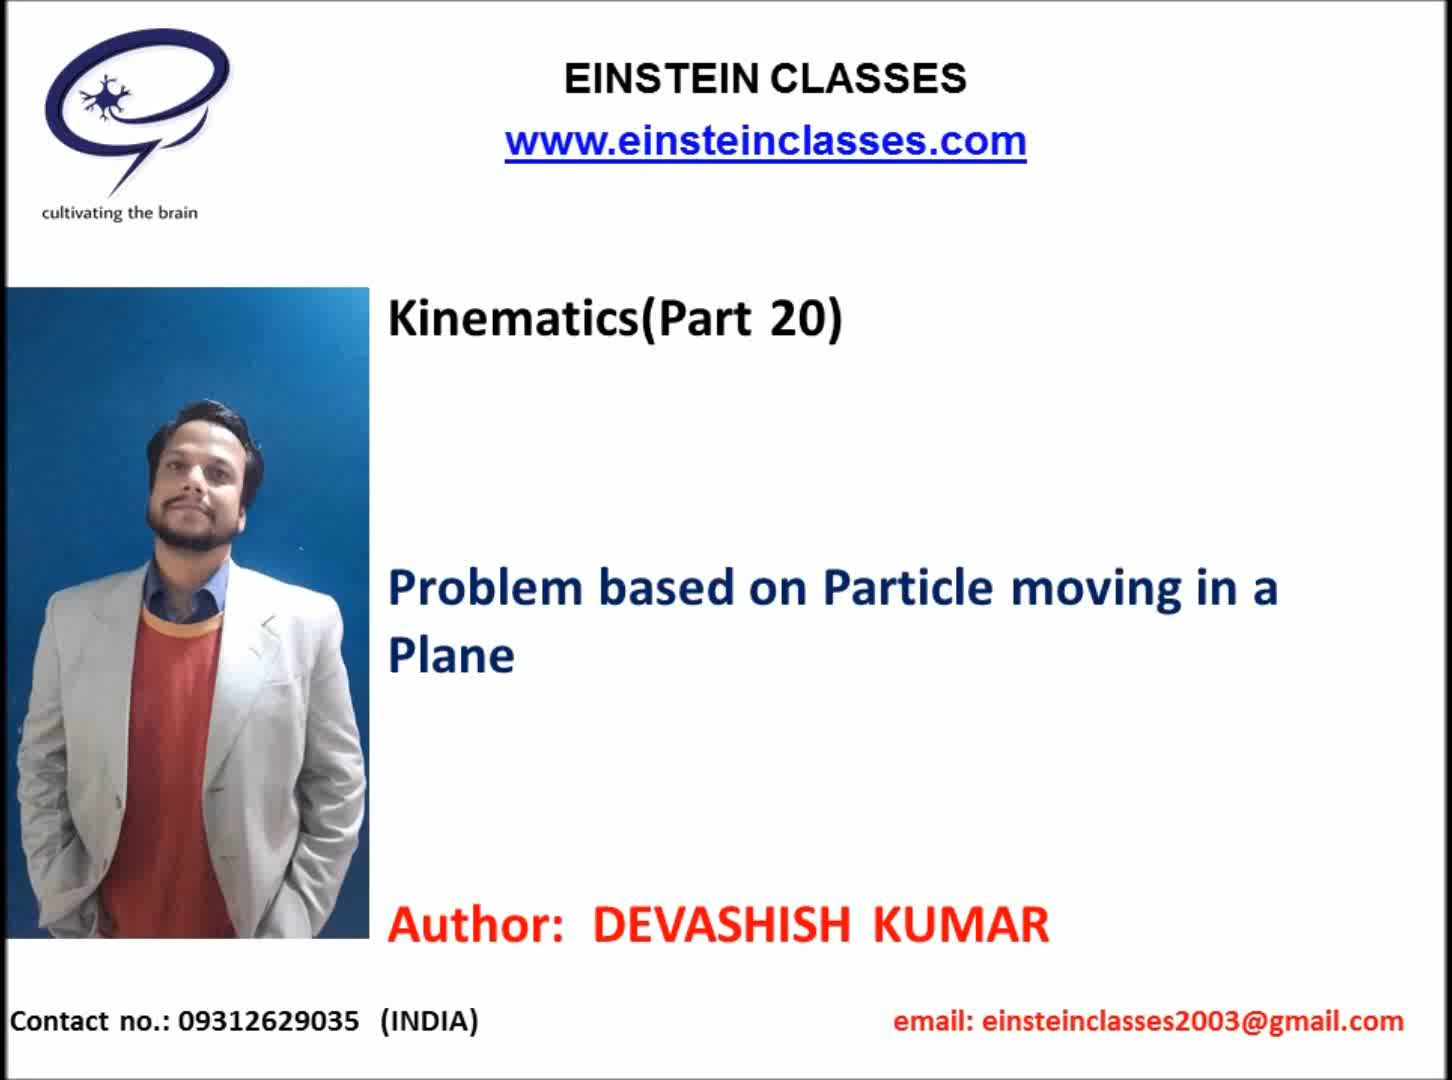 EINSTEIN CLASSES
www.einsteinclasses.com
cultivating the brain
Kinematics(Part 20)
Problem based on Particle moving in a
Plane
Author: DEVASHISH KUMAR
Contact no.: 09312629035 (INDIA)
email: einsteinclasses2003@gmail.com